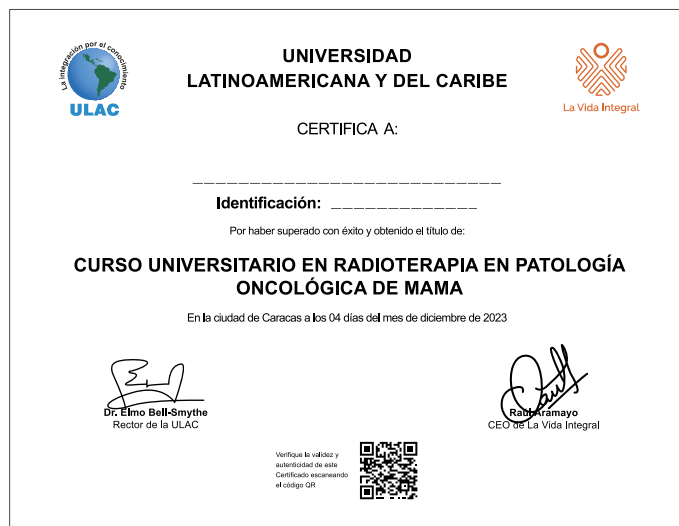 La integración por el conocimiento
ULAC
UNIVERSIDAD
LATINOAMERICANA Y DEL CARIBE
La Vida Integral
CERTIFICA A:
____________________________
Identificación: _____________
Por haber superado con éxito y obtenido el título de:
CURSO UNIVERSITARIO EN RADIOTERAPIA EN PATOLOGÍA
ONCOLÓGICA DE MAMA
En la ciudad de Caracas a los 04 días del mes de diciembre de 2023
Dr. Elmo Bell-Smythe
Rector de la ULAC
Raúl Aramayo
CEO de La Vida Integral
Verifique la validez y
autenticidad de este
Certificado escaneando
el código QR